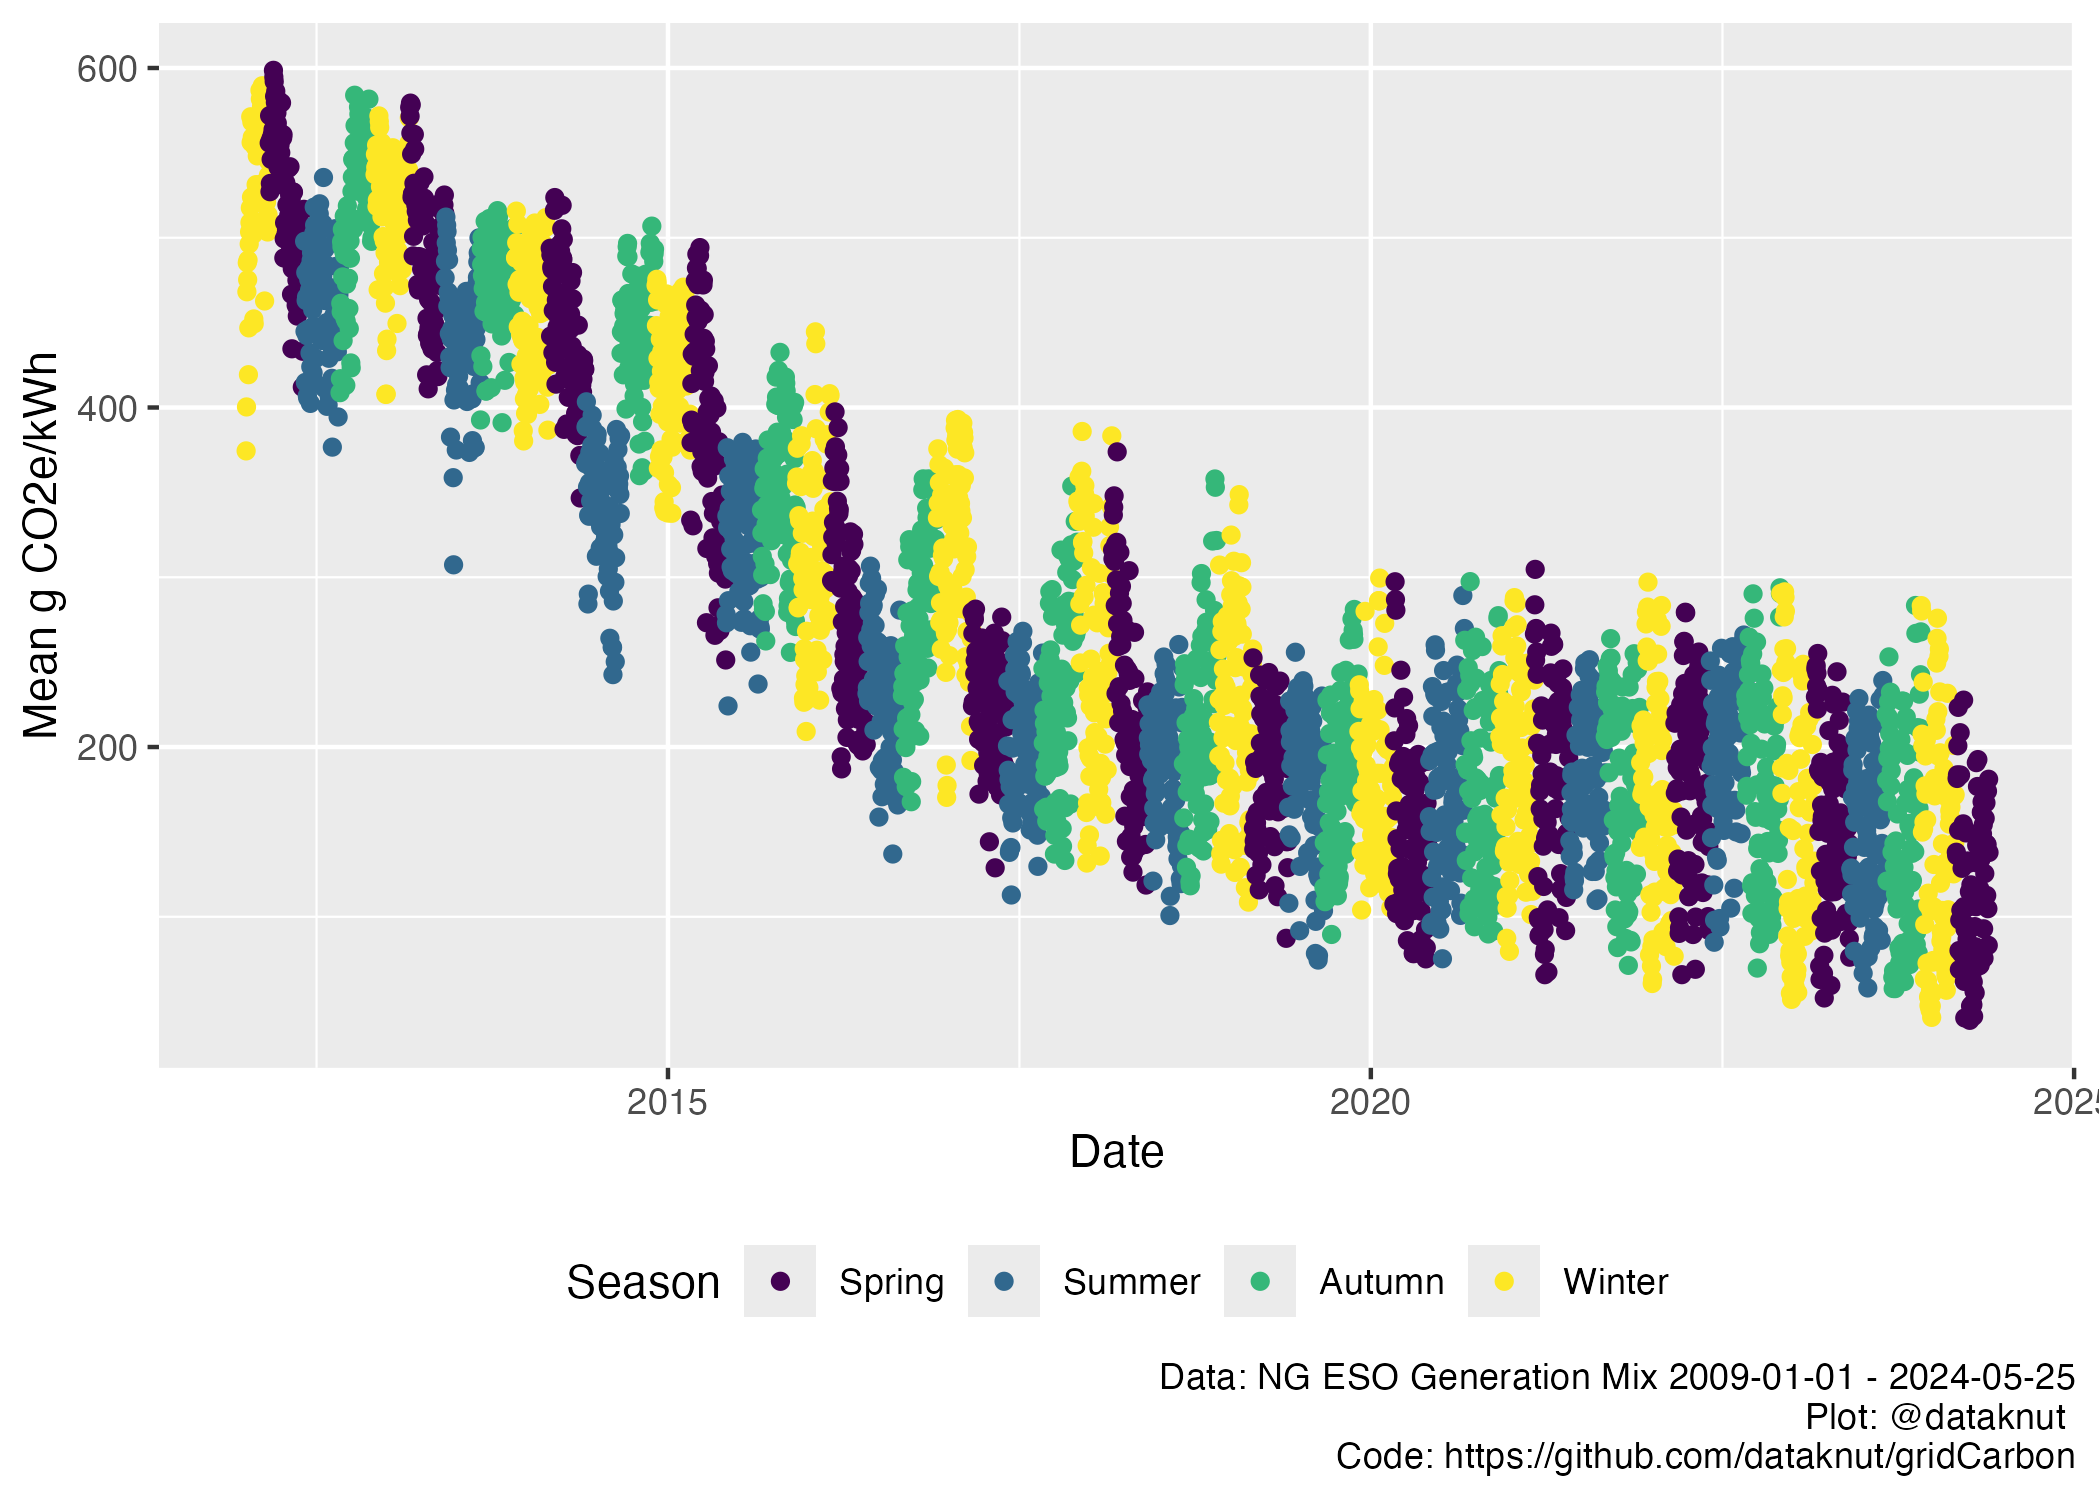 600
400
200
Mean g CO2e/kWh
2015
2020
2025
Date
Season
Spring
Summer
Autumn
Winter
Data: NG ESO Generation Mix 2009-01-01 - 2024-05-25
Plot: @dataknut
Code: https://github.com/dataknut/gridCarbon